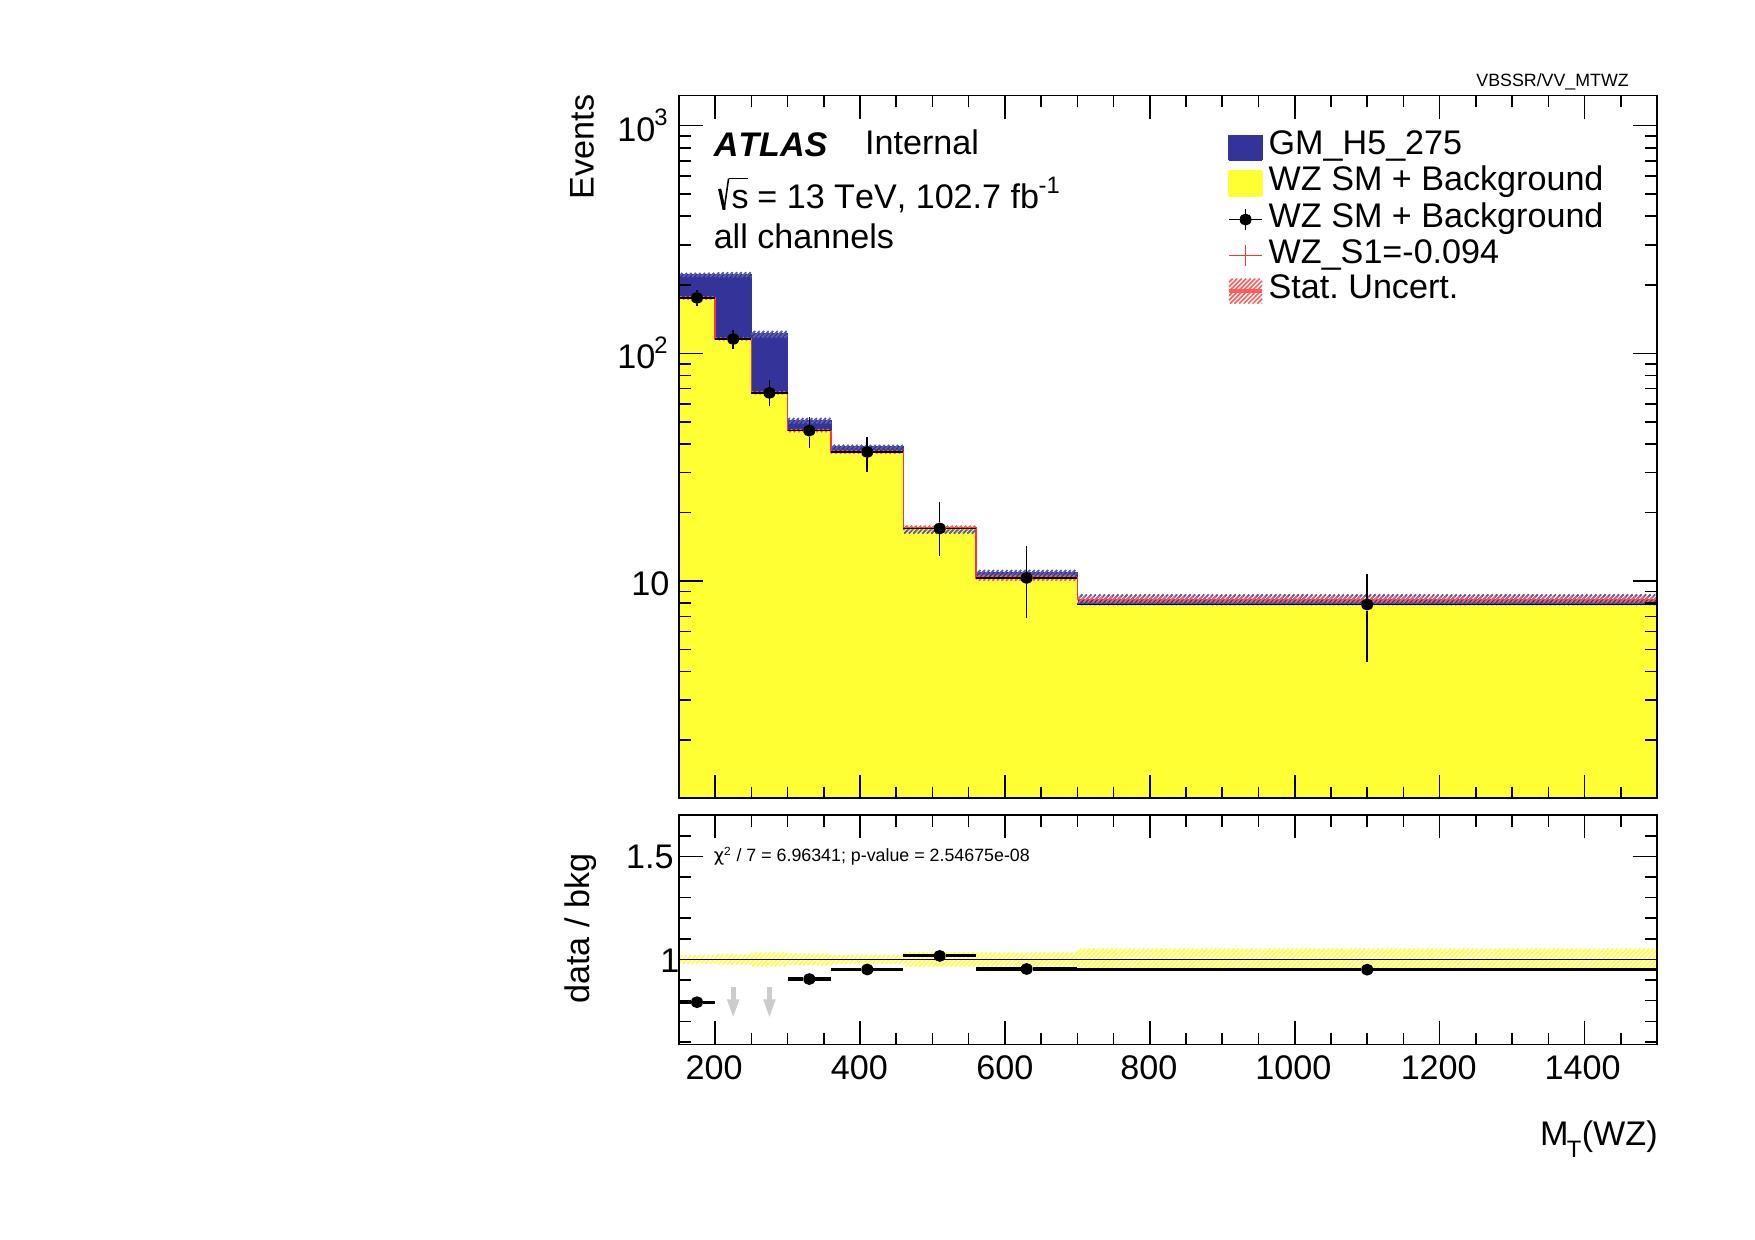 VBSSR/VV_MTWZ
Events
10³
10²
10
ATLAS Internal
√s = 13 TeV, 102.7 fb⁻¹
all channels
GM_H5_275
WZ SM + Background
WZ SM + Background
WZ_S1=-0.094
Stat. Uncert.
data / bkg
1.5
1
χ² / 7 = 6.96341; p-value = 2.54675e-08
200 400 600 800 1000 1200 1400
M_T(WZ)